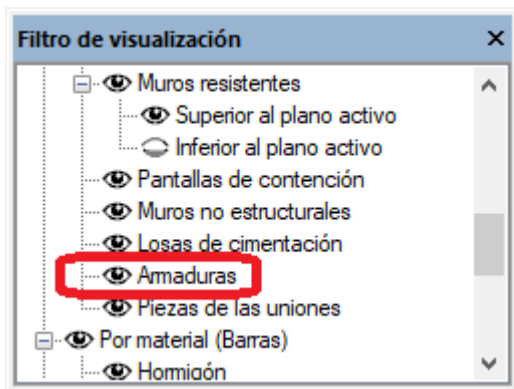 Filtro de visualización
Muros resistentes
Superior al plano activo
Inferior al plano activo
Pantallas de contención
Muros no estructurales
Losas de cimentación
Armaduras
Piezas de las uniones
Por material (Barras)
Hormigón